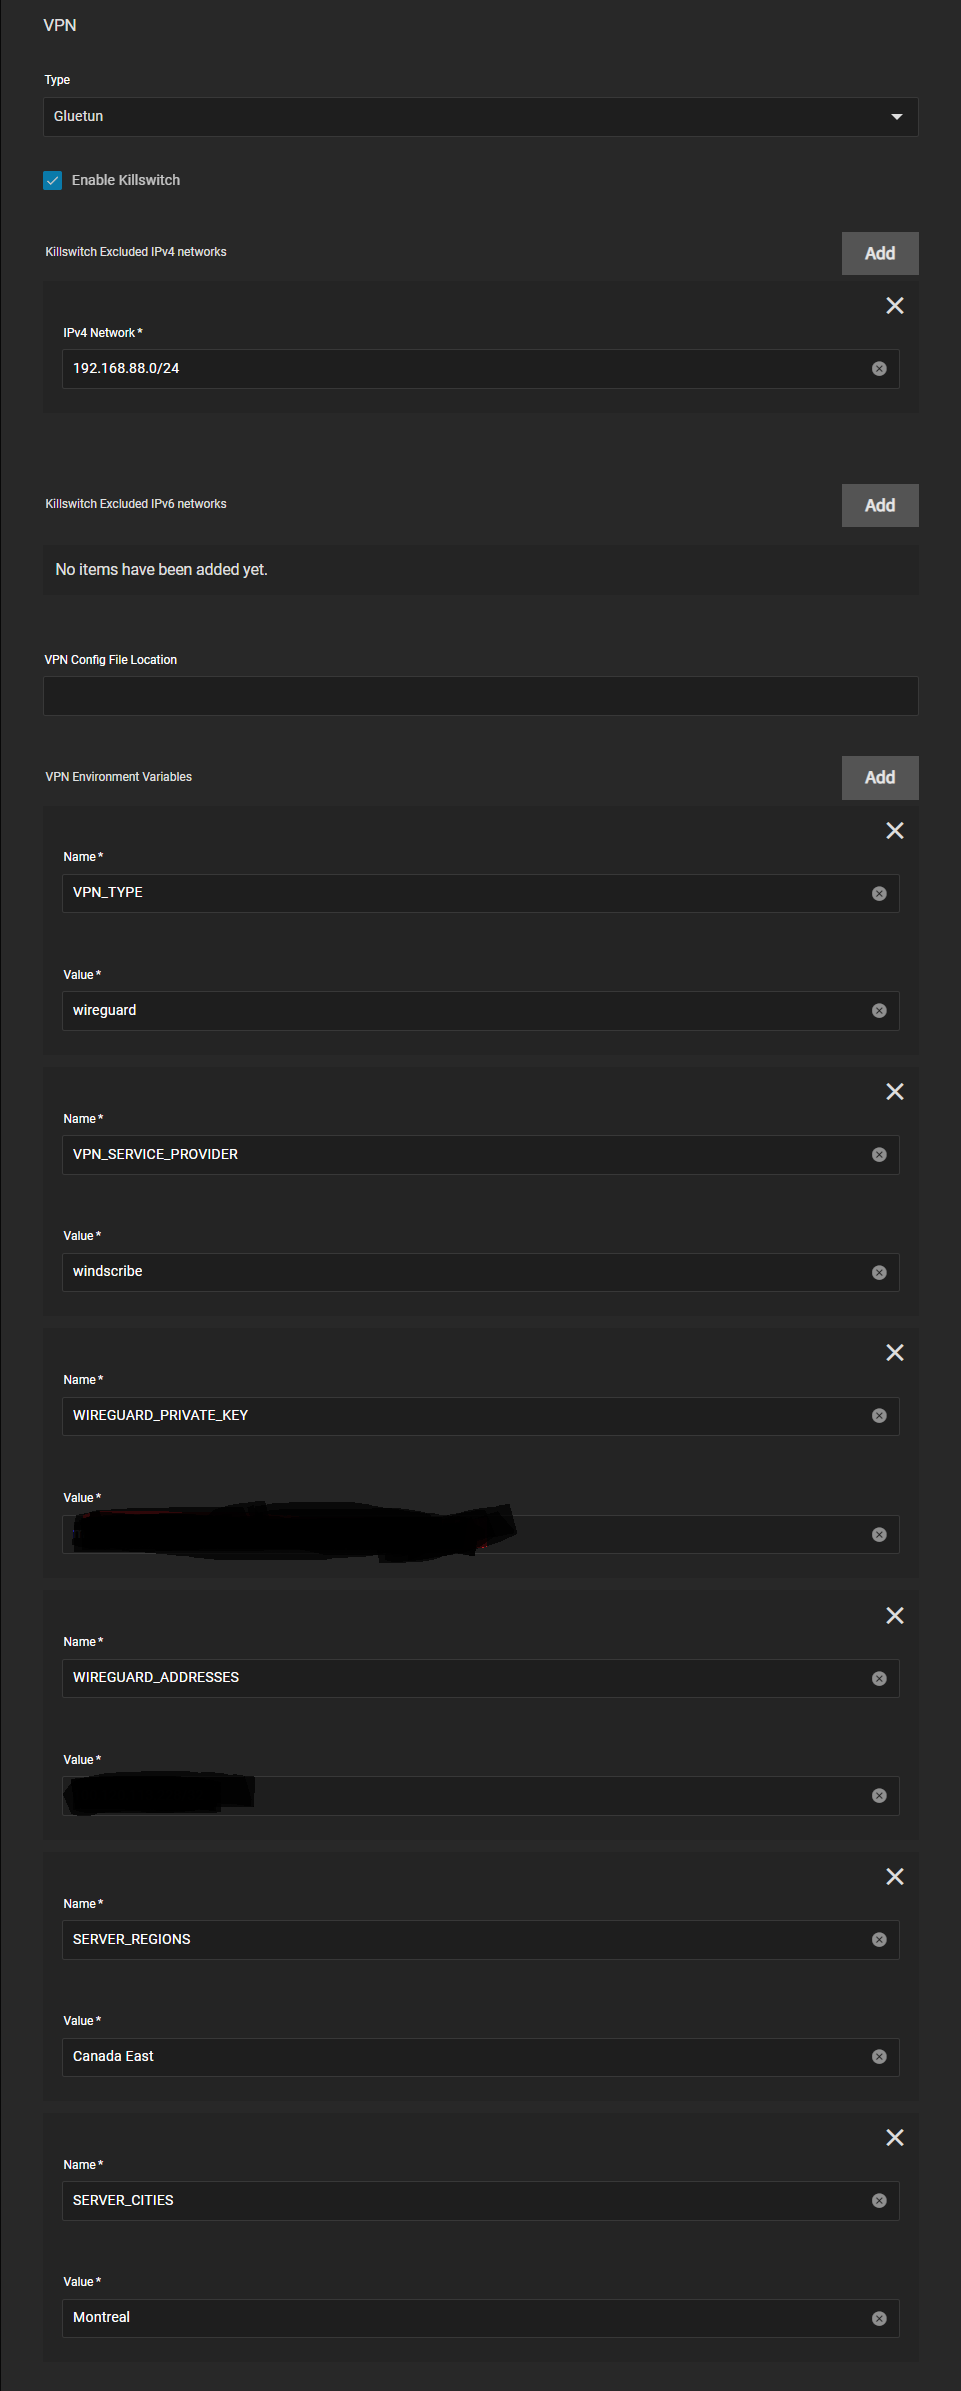 VPN
Type
Gluetun
Enable Killswitch
Killswitch Excluded IPv4 networks
Add
IPv4 Network *
192.168.88.0/24
Killswitch Excluded IPv6 networks
Add
No items have been added yet.
VPN Config File Location
VPN Environment Variables
Add
Name *
VPN_TYPE
Value *
wireguard
Name *
VPN_SERVICE_PROVIDER
Value *
windscribe
Name *
WIREGUARD_PRIVATE_KEY
Value *
Name *
WIREGUARD_ADDRESSES
Value *
Name *
SERVER_REGIONS
Value *
Canada East
Name *
SERVER_CITIES
Value *
Montreal